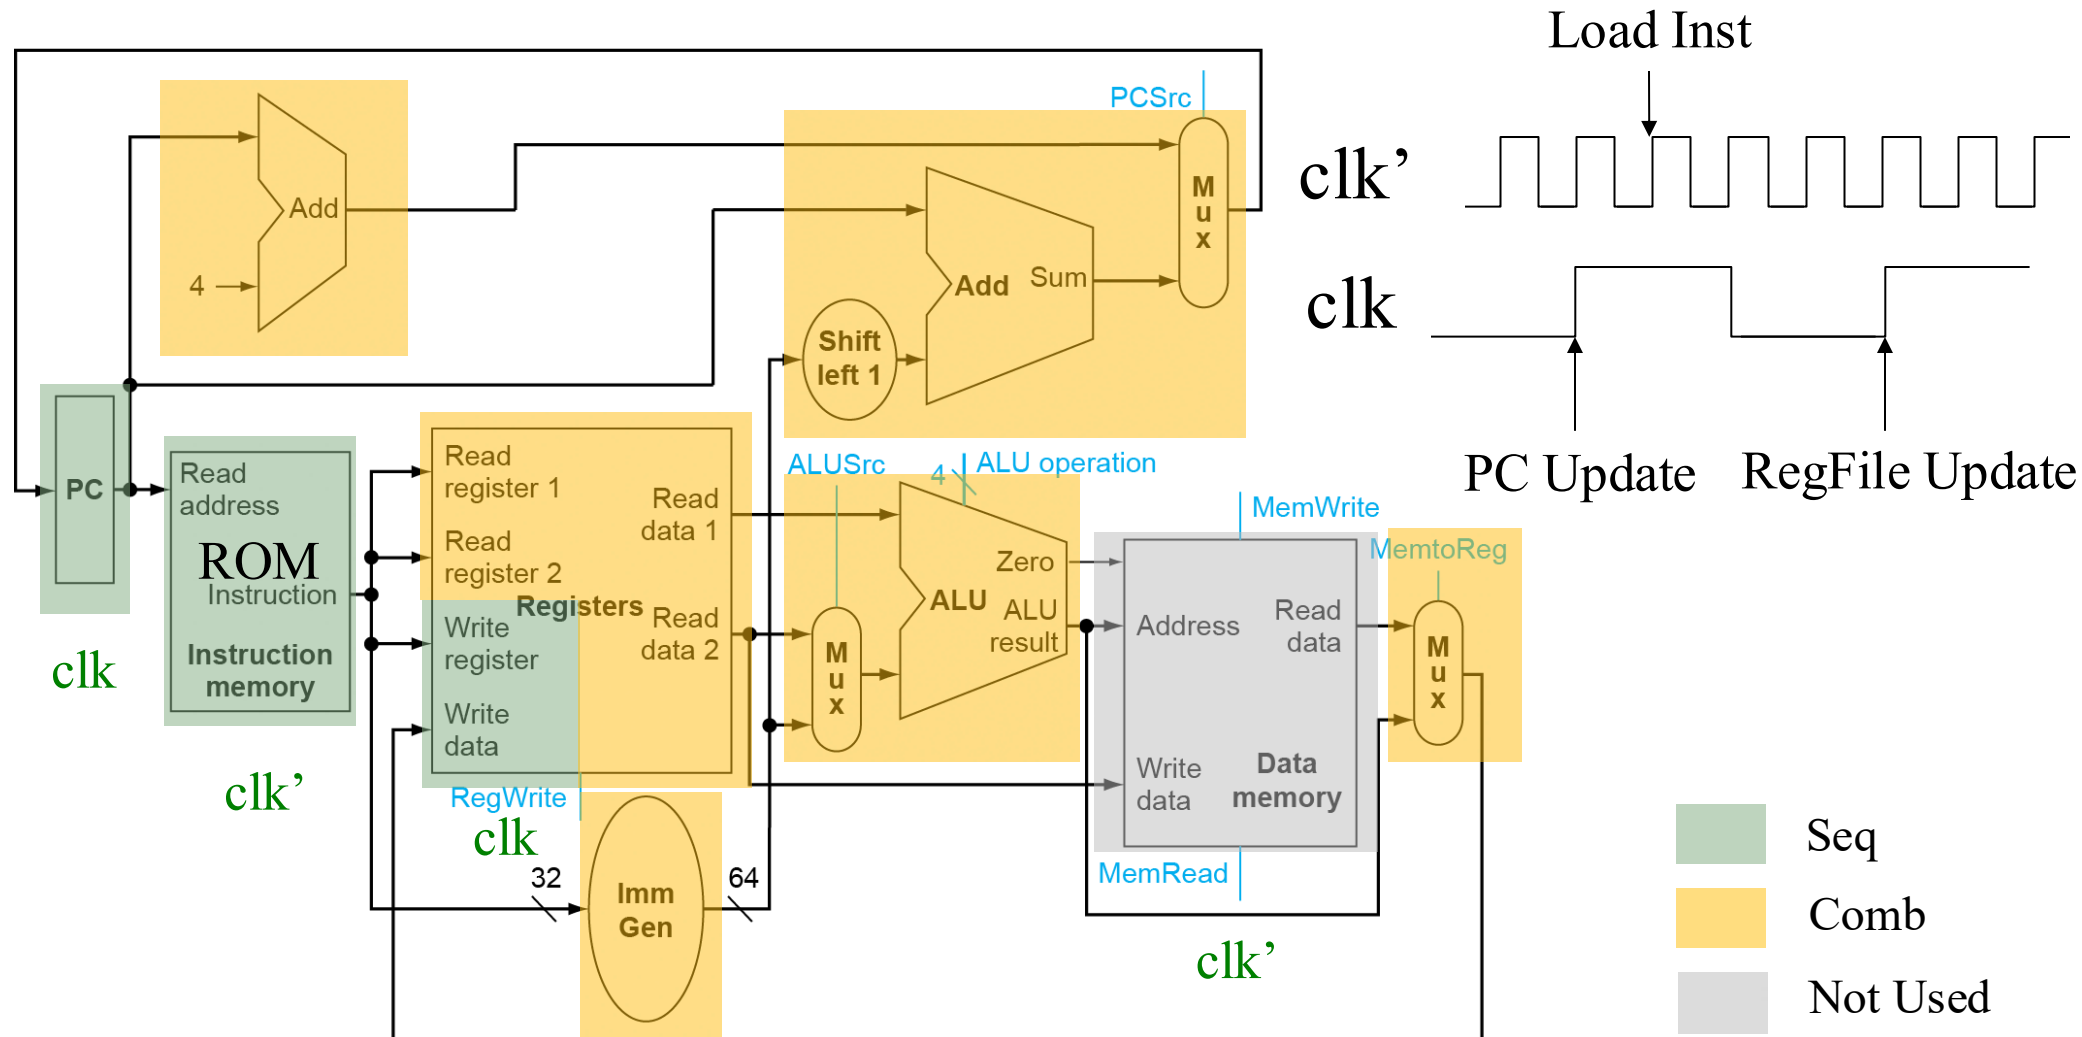 Load Inst
PCSrc
clk’
M
u
x
Add
4
Add
Sum
Shift
left 1
clk
PC Update
RegFile Update
PC
Read
address
ROM
Instruction
Instruction
memory
clk
clk’
Read
register 1
Read
register 2
Registers
Write
register
Write
data
Read
data 1
Read
data 2
RegWrite
clk
ALUSrc
4
ALU operation
M
u
x
Zero
ALU
ALU
result
MemWrite
Address
Read
data
Write
data
Data
memory
MemRead
clk’
MemtoReg
M
u
x
32
Imm
Gen
64
Seq
Comb
Not Used